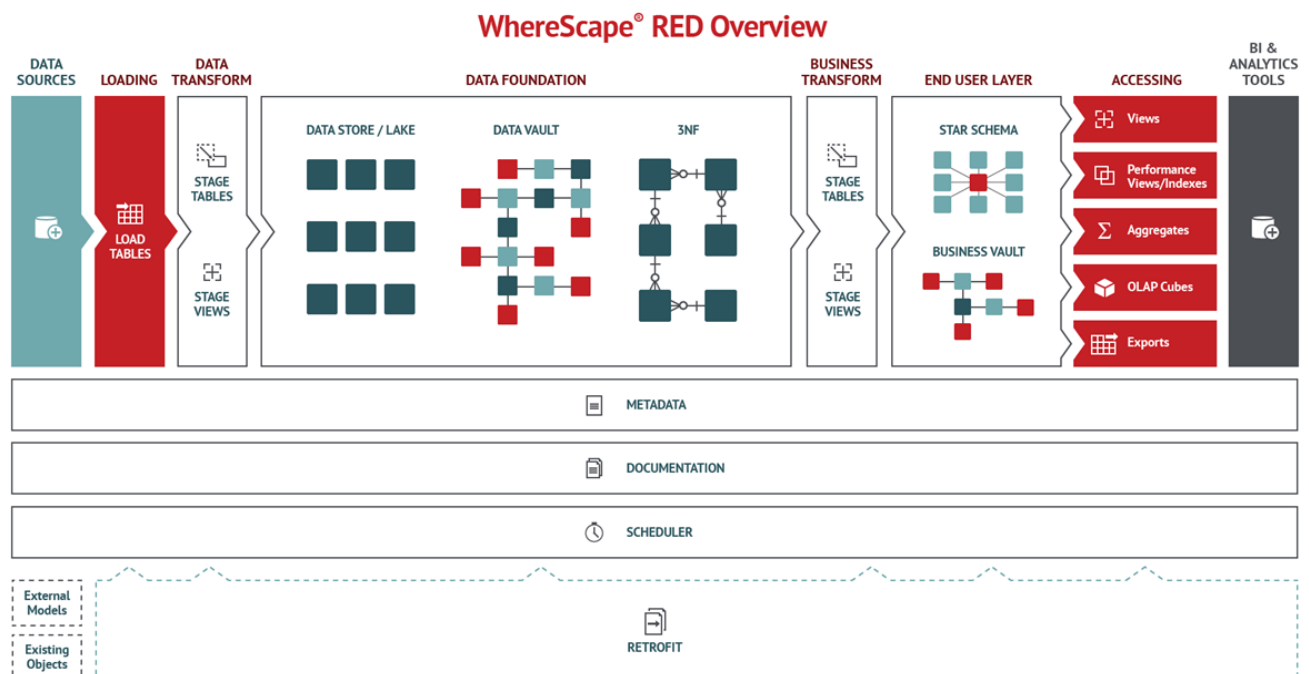 WhereScape® RED Overview
DATA
SOURCES
LOADING
DATA
TRANSFORM
DATA FOUNDATION
BUSINESS
TRANSFORM
END USER LAYER
ACCESSING
BI &
ANALYTICS
TOOLS
LOAD
TABLES
STAGE
TABLES
STAGE
VIEWS
DATA STORE / LAKE
DATA VAULT
3NF
STAGE
TABLES
STAGE
VIEWS
STAR SCHEMA
BUSINESS VAULT
Views
Performance
Views/Indexes
Σ Aggregates
OLAP Cubes
Exports
METADATA
DOCUMENTATION
SCHEDULER
External
Models
Existing
Objects
RETROFIT